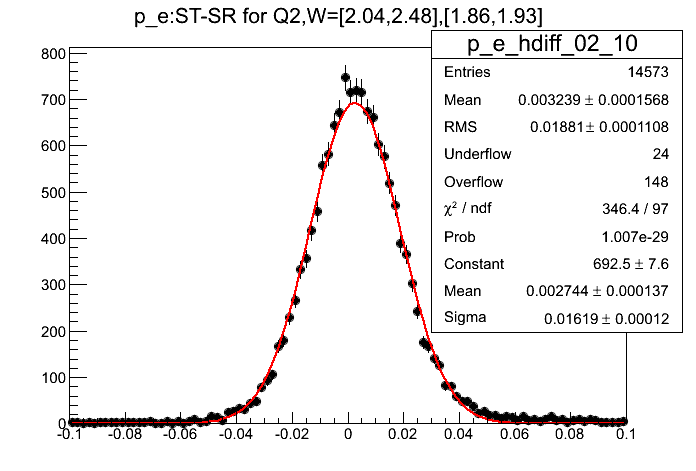 p_e:ST-SR for Q2,W=[2.04,2.48],[1.86,1.93]
p_e_hdiff_02_10
Entries 14573
Mean 0.003239 ± 0.0001568
RMS 0.01881 ± 0.0001108
Underflow 24
Overflow 148
χ² / ndf 346.4 / 97
Prob 1.007e-29
Constant 692.5 ± 7.6
Mean 0.002744 ± 0.000137
Sigma 0.01619 ± 0.00012
800
700
600
500
400
300
200
100
0
-0.1 -0.08 -0.06 -0.04 -0.02 0 0.02 0.04 0.06 0.08 0.1